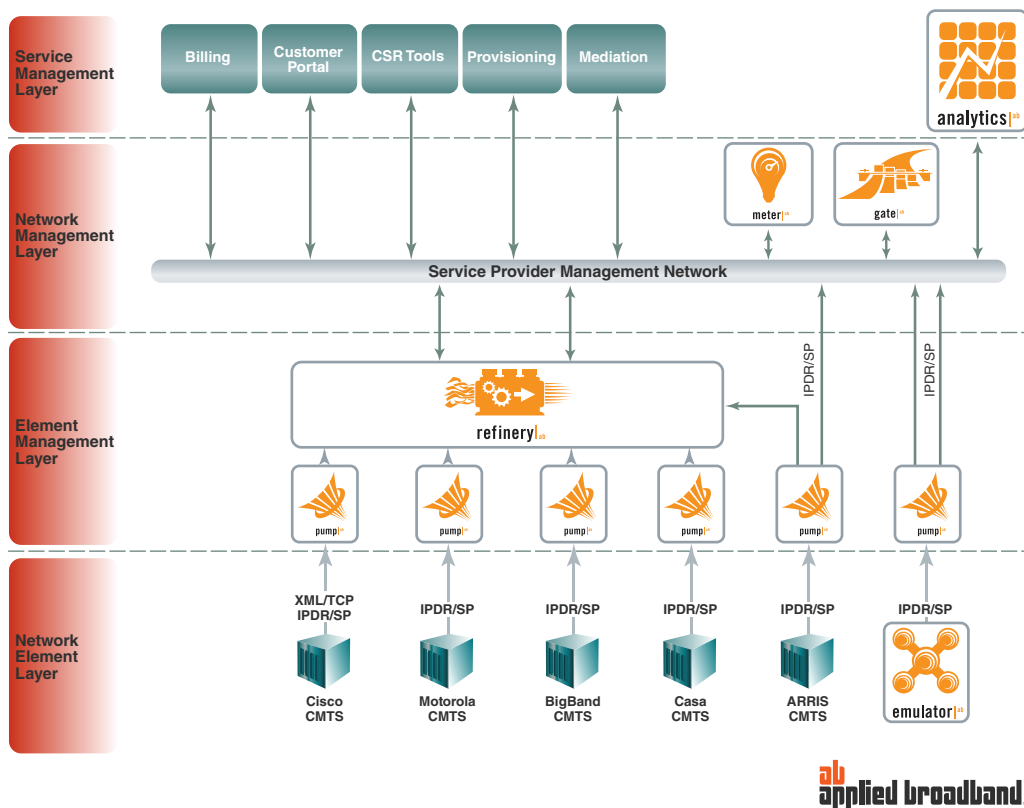 Service
Management
Layer
Billing
Customer
Portal
CSR Tools
Provisioning
Mediation
analytics|ab
Network
Management
Layer
meter|ab
gate|ab
Service Provider Management Network
Element
Management
Layer
IPDR/SP
IPDR/SP
refinery|ab
pump|ab
pump|ab
pump|ab
pump|ab
pump|ab
pump|ab
Network
Element
Layer
XML/TCP
IPDR/SP
IPDR/SP
IPDR/SP
IPDR/SP
IPDR/SP
IPDR/SP
Cisco
CMTS
Motorola
CMTS
BigBand
CMTS
Casa
CMTS
ARRIS
CMTS
emulator|ab
ab
applied broadband